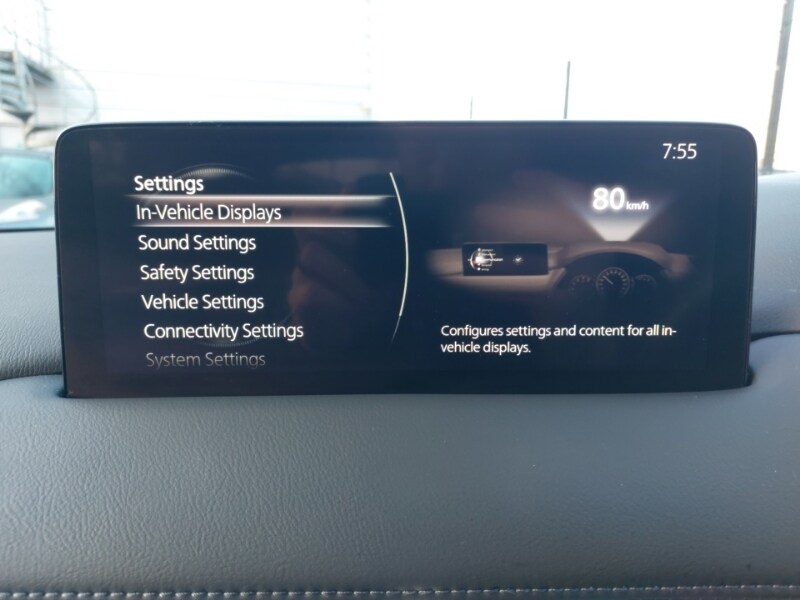 7:55
Settings
In-Vehicle Displays
Sound Settings
Safety Settings
Vehicle Settings
Connectivity Settings
System Settings
80 km/h
Configures settings and content for all in-
vehicle displays.